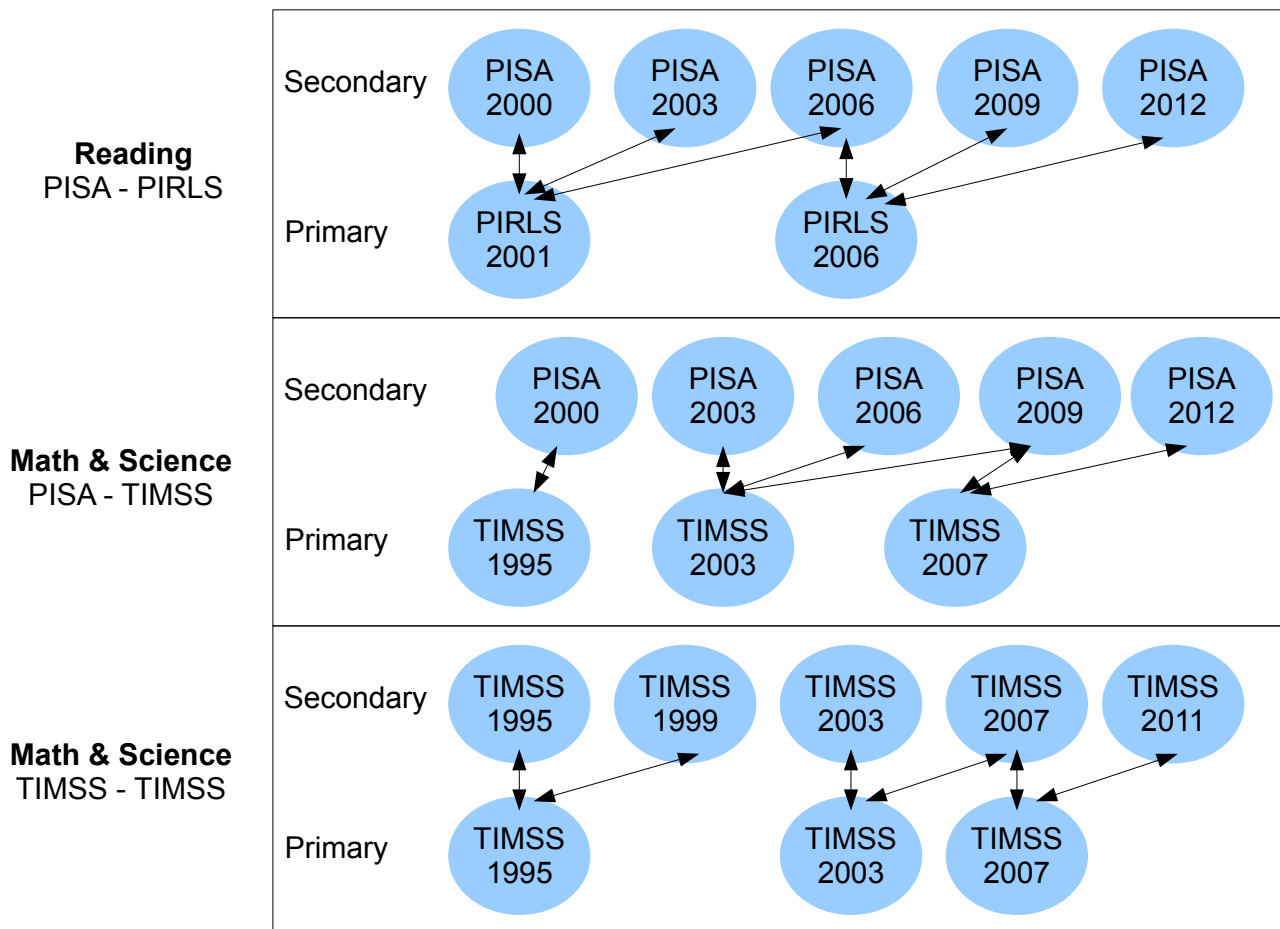 Reading
PISA - PIRLS
Secondary
PISA
2000
PISA
2003
PISA
2006
PISA
2009
PISA
2012
Primary
PIRLS
2001
PIRLS
2006
Math & Science
PISA - TIMSS
Secondary
PISA
2000
PISA
2003
PISA
2006
PISA
2009
PISA
2012
Primary
TIMSS
1995
TIMSS
2003
TIMSS
2007
Math & Science
TIMSS - TIMSS
Secondary
TIMSS
1995
TIMSS
1999
TIMSS
2003
TIMSS
2007
TIMSS
2011
Primary
TIMSS
1995
TIMSS
2003
TIMSS
2007